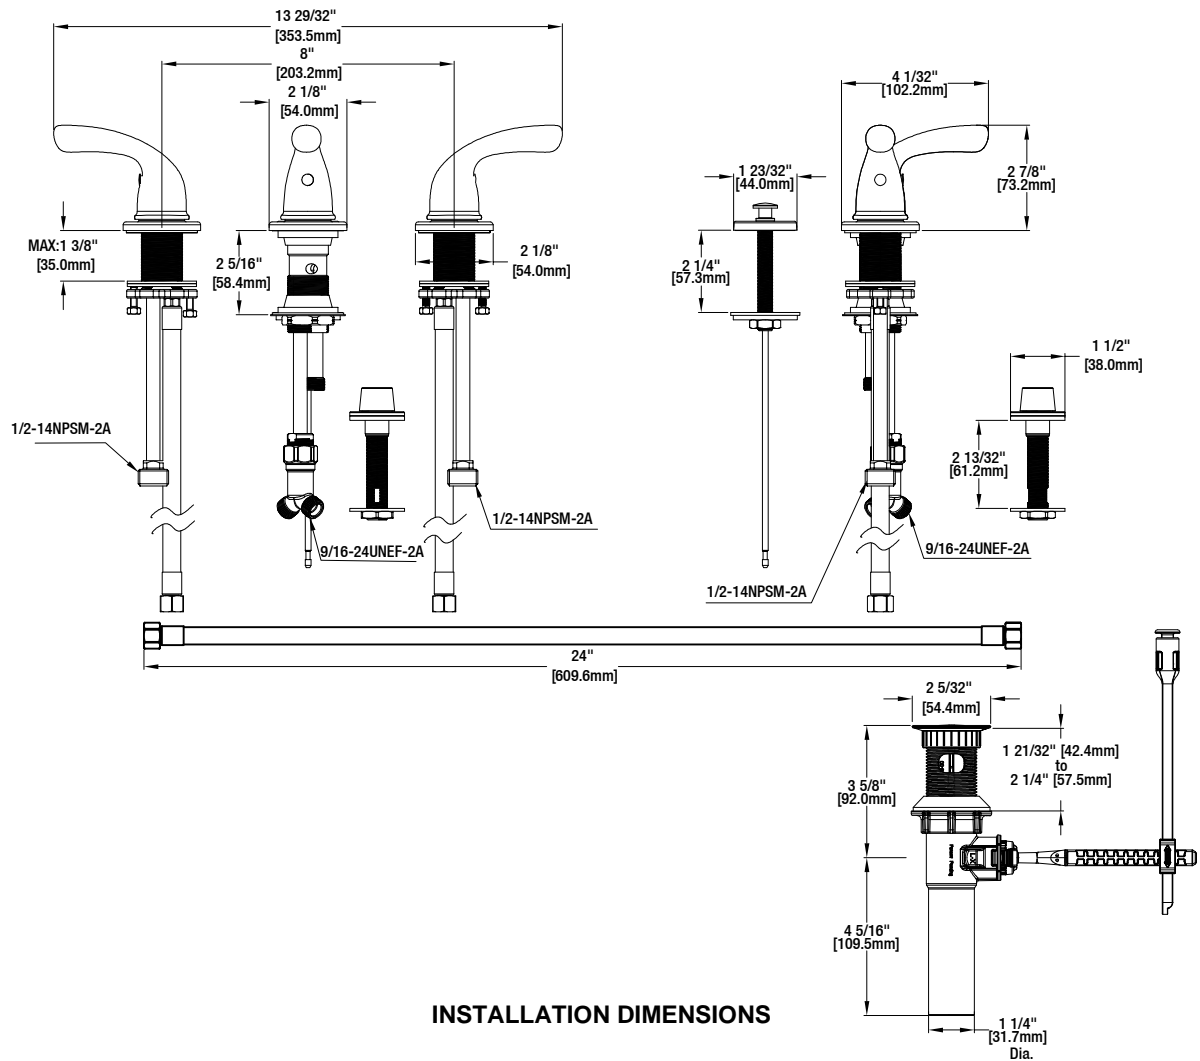 13 29/32"
[353.5mm]
8"
[203.2mm]
2 1/8"
[54.0mm]
4 1/32"
[102.2mm]
1 23/32"
[44.0mm]
2 7/8"
[73.2mm]
MAX:1 3/8"
[35.0mm]
2 5/16"
[58.4mm]
2 1/8"
[54.0mm]
2 1/4"
[57.3mm]
1 1/2"
[38.0mm]
1/2-14NPSM-2A
2 13/32"
[61.2mm]
1/2-14NPSM-2A
9/16-24UNEF-2A
9/16-24UNEF-2A
1/2-14NPSM-2A
24"
[609.6mm]
2 5/32"
[54.4mm]
1 21/32" [42.4mm]
to
2 1/4" [57.5mm]
3 5/8"
[92.0mm]
4 5/16"
[109.5mm]
INSTALLATION DIMENSIONS
1 1/4"
[31.7mm]
Dia.